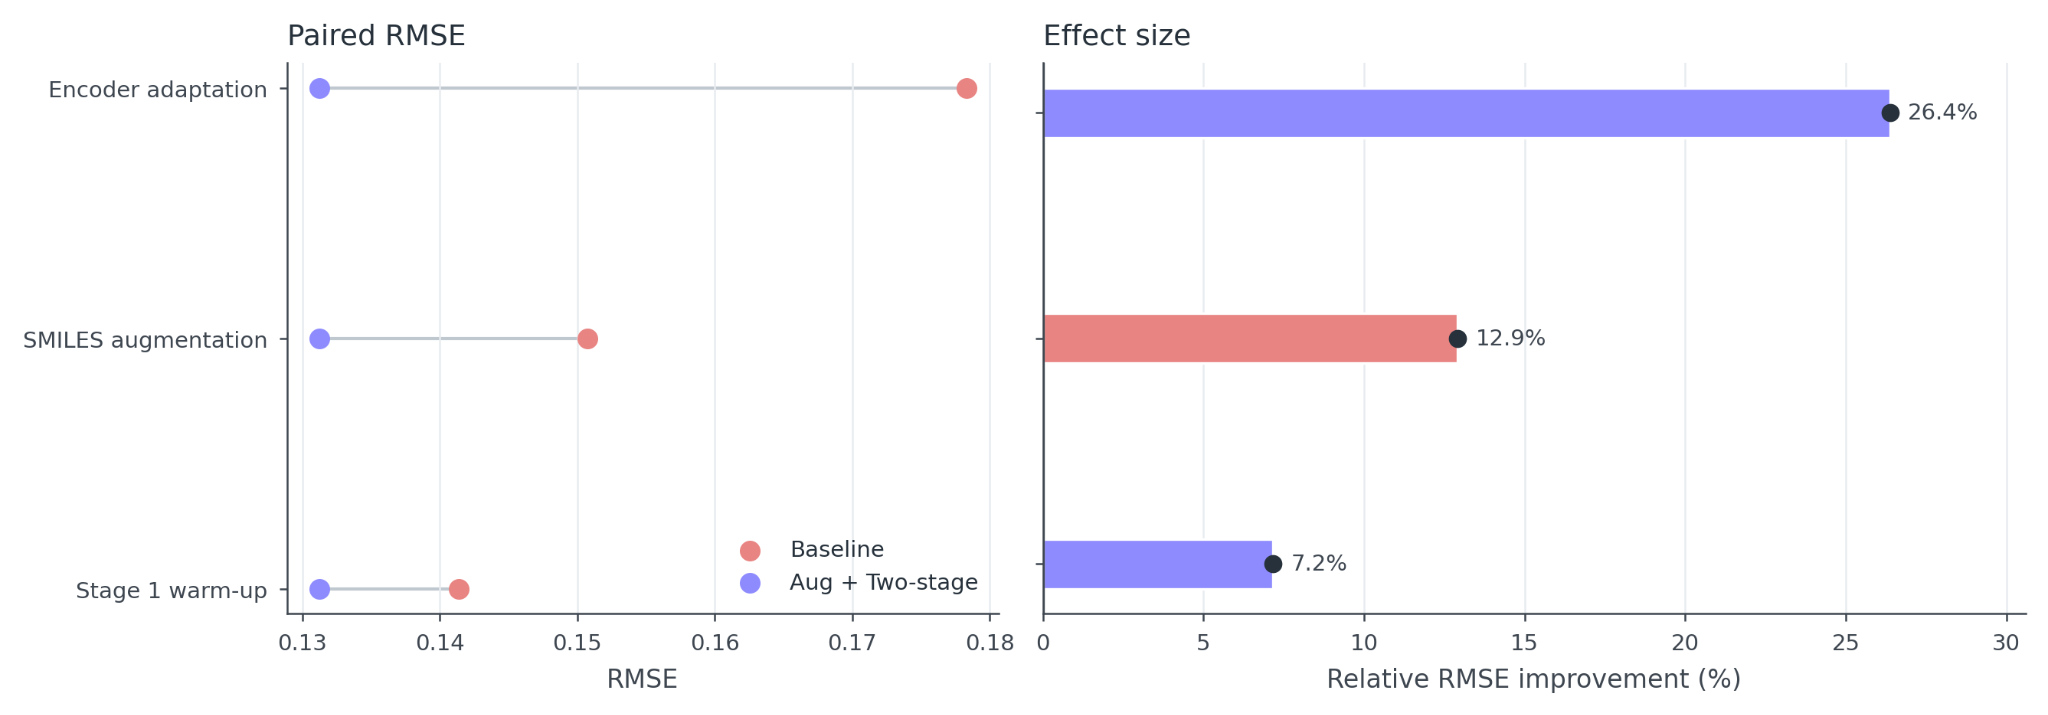 Paired RMSE
Encoder adaptation
SMILES augmentation
Stage 1 warm-up
Baseline
Aug + Two-stage
0.13 0.14 0.15 0.16 0.17 0.18
RMSE
Effect size
26.4%
12.9%
7.2%
0 5 10 15 20 25 30
Relative RMSE improvement (%)